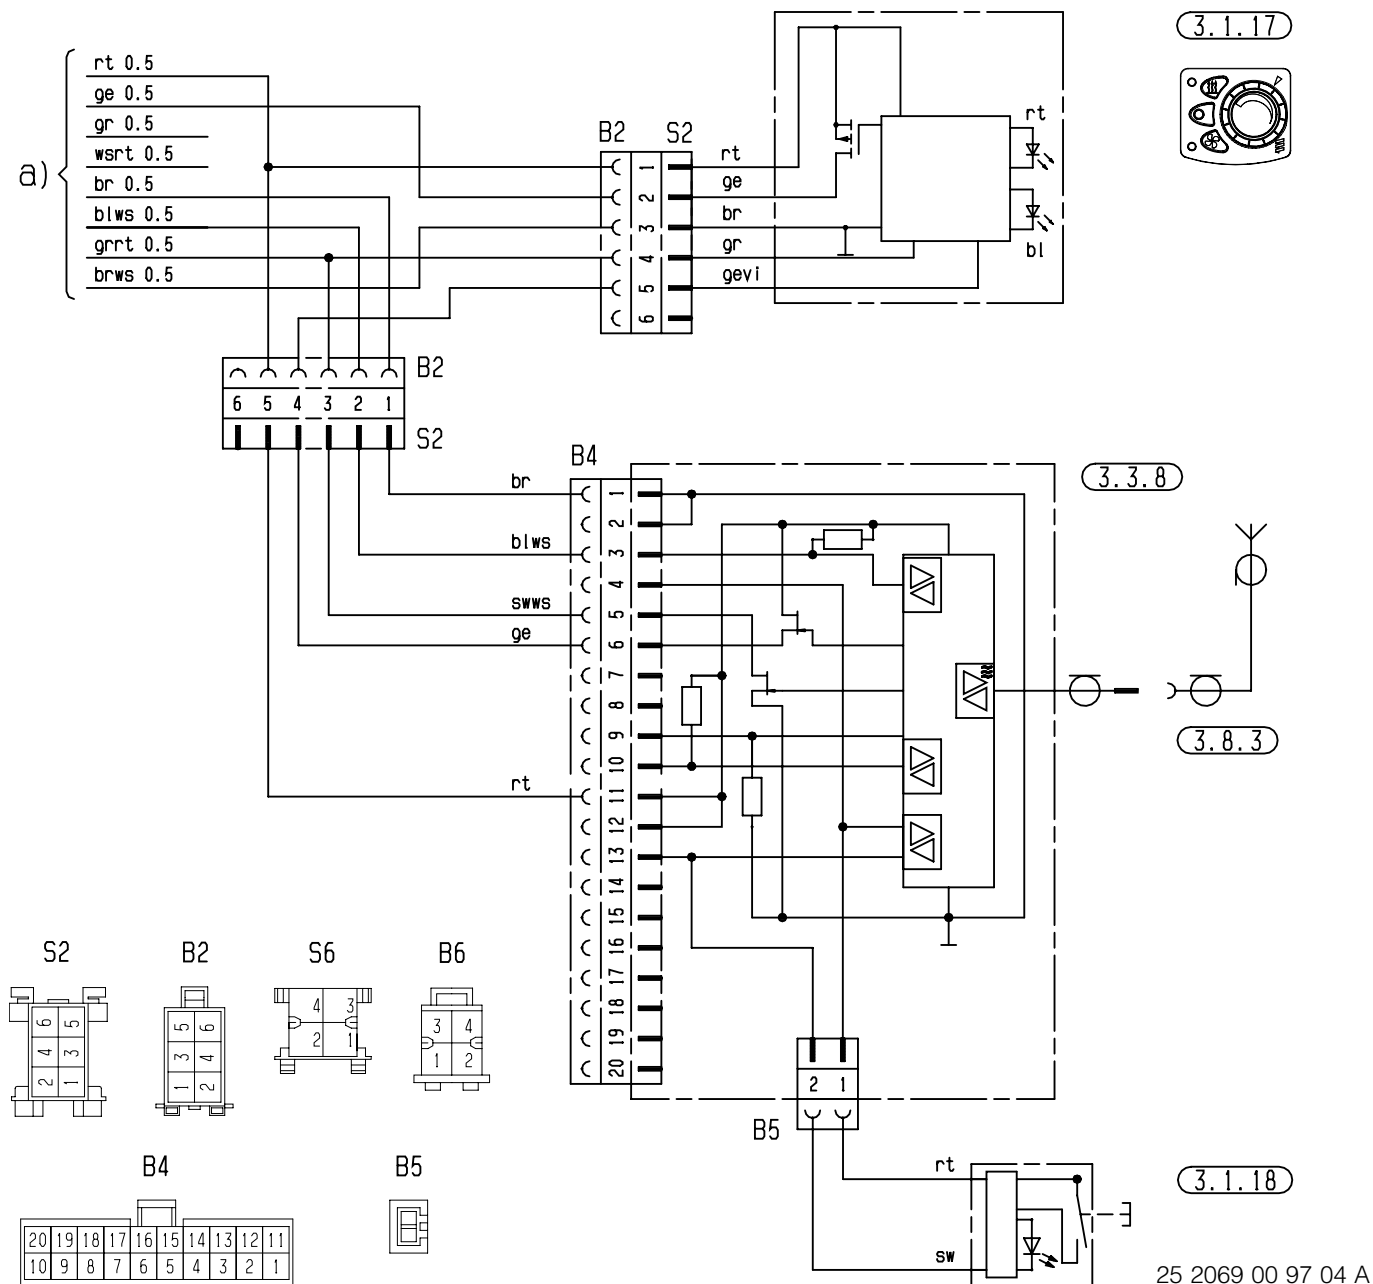 3.1.17
rt 0.5
ge 0.5
gr 0.5
wsrt 0.5
br 0.5
blws 0.5
grrt 0.5
brws 0.5
a)
B2 S2
1
2
3
4
5
6
rt
ge
br
gr
gevi
rt
bl
B2
6 5 4 3 2 1
S2
B4
3.3.8
br
blws
swws
ge
rt
1
2
3
4
5
6
7
8
9
10
11
12
13
14
15
16
17
18
19
20
3.8.3
2 1
B5
rt
sw
3.1.18
S2 B2 S6 B6
6 5
4 3
2 1
5 6
3 4
1 2
4 3
2 1
3 4
1 2
B4 B5
20 19 18 17 16 15 14 13 12 11
10 9 8 7 6 5 4 3 2 1
25 2069 00 97 04 A